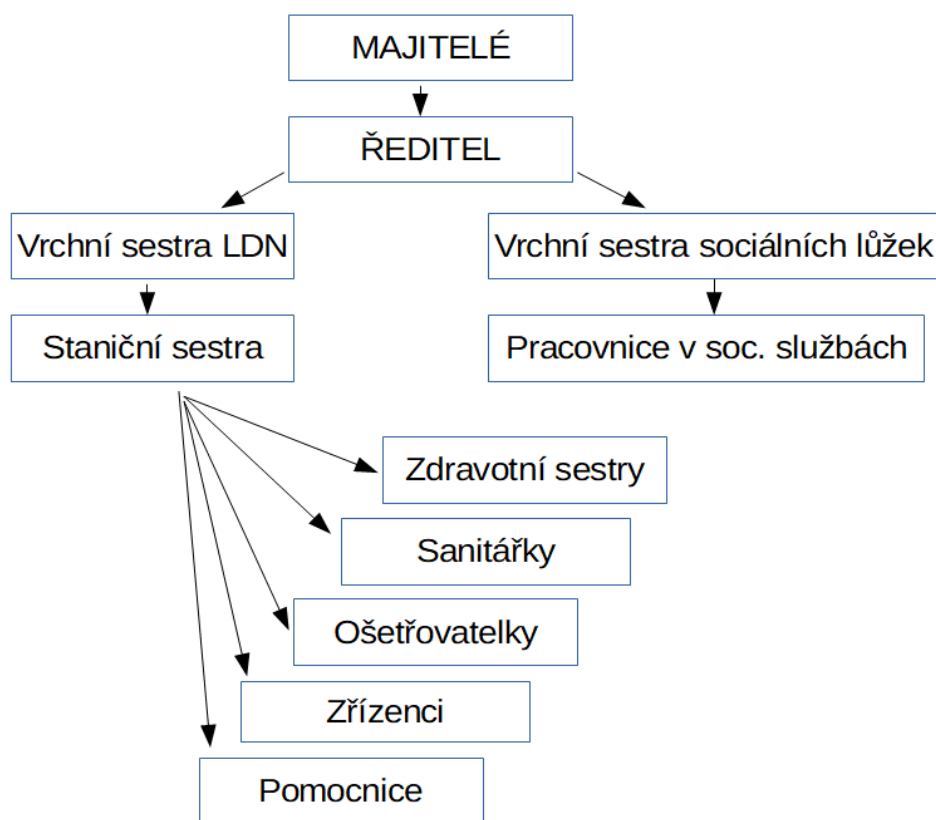 MAJITELÉ
ŘEDITEL
Vrchní sestra LDN
Vrchní sestra sociálních lůžek
Staniční sestra
Pracovnice v soc. službách
Zdravotní sestry
Sanitářky
Ošetřovatelky
Zřízenci
Pomocnice